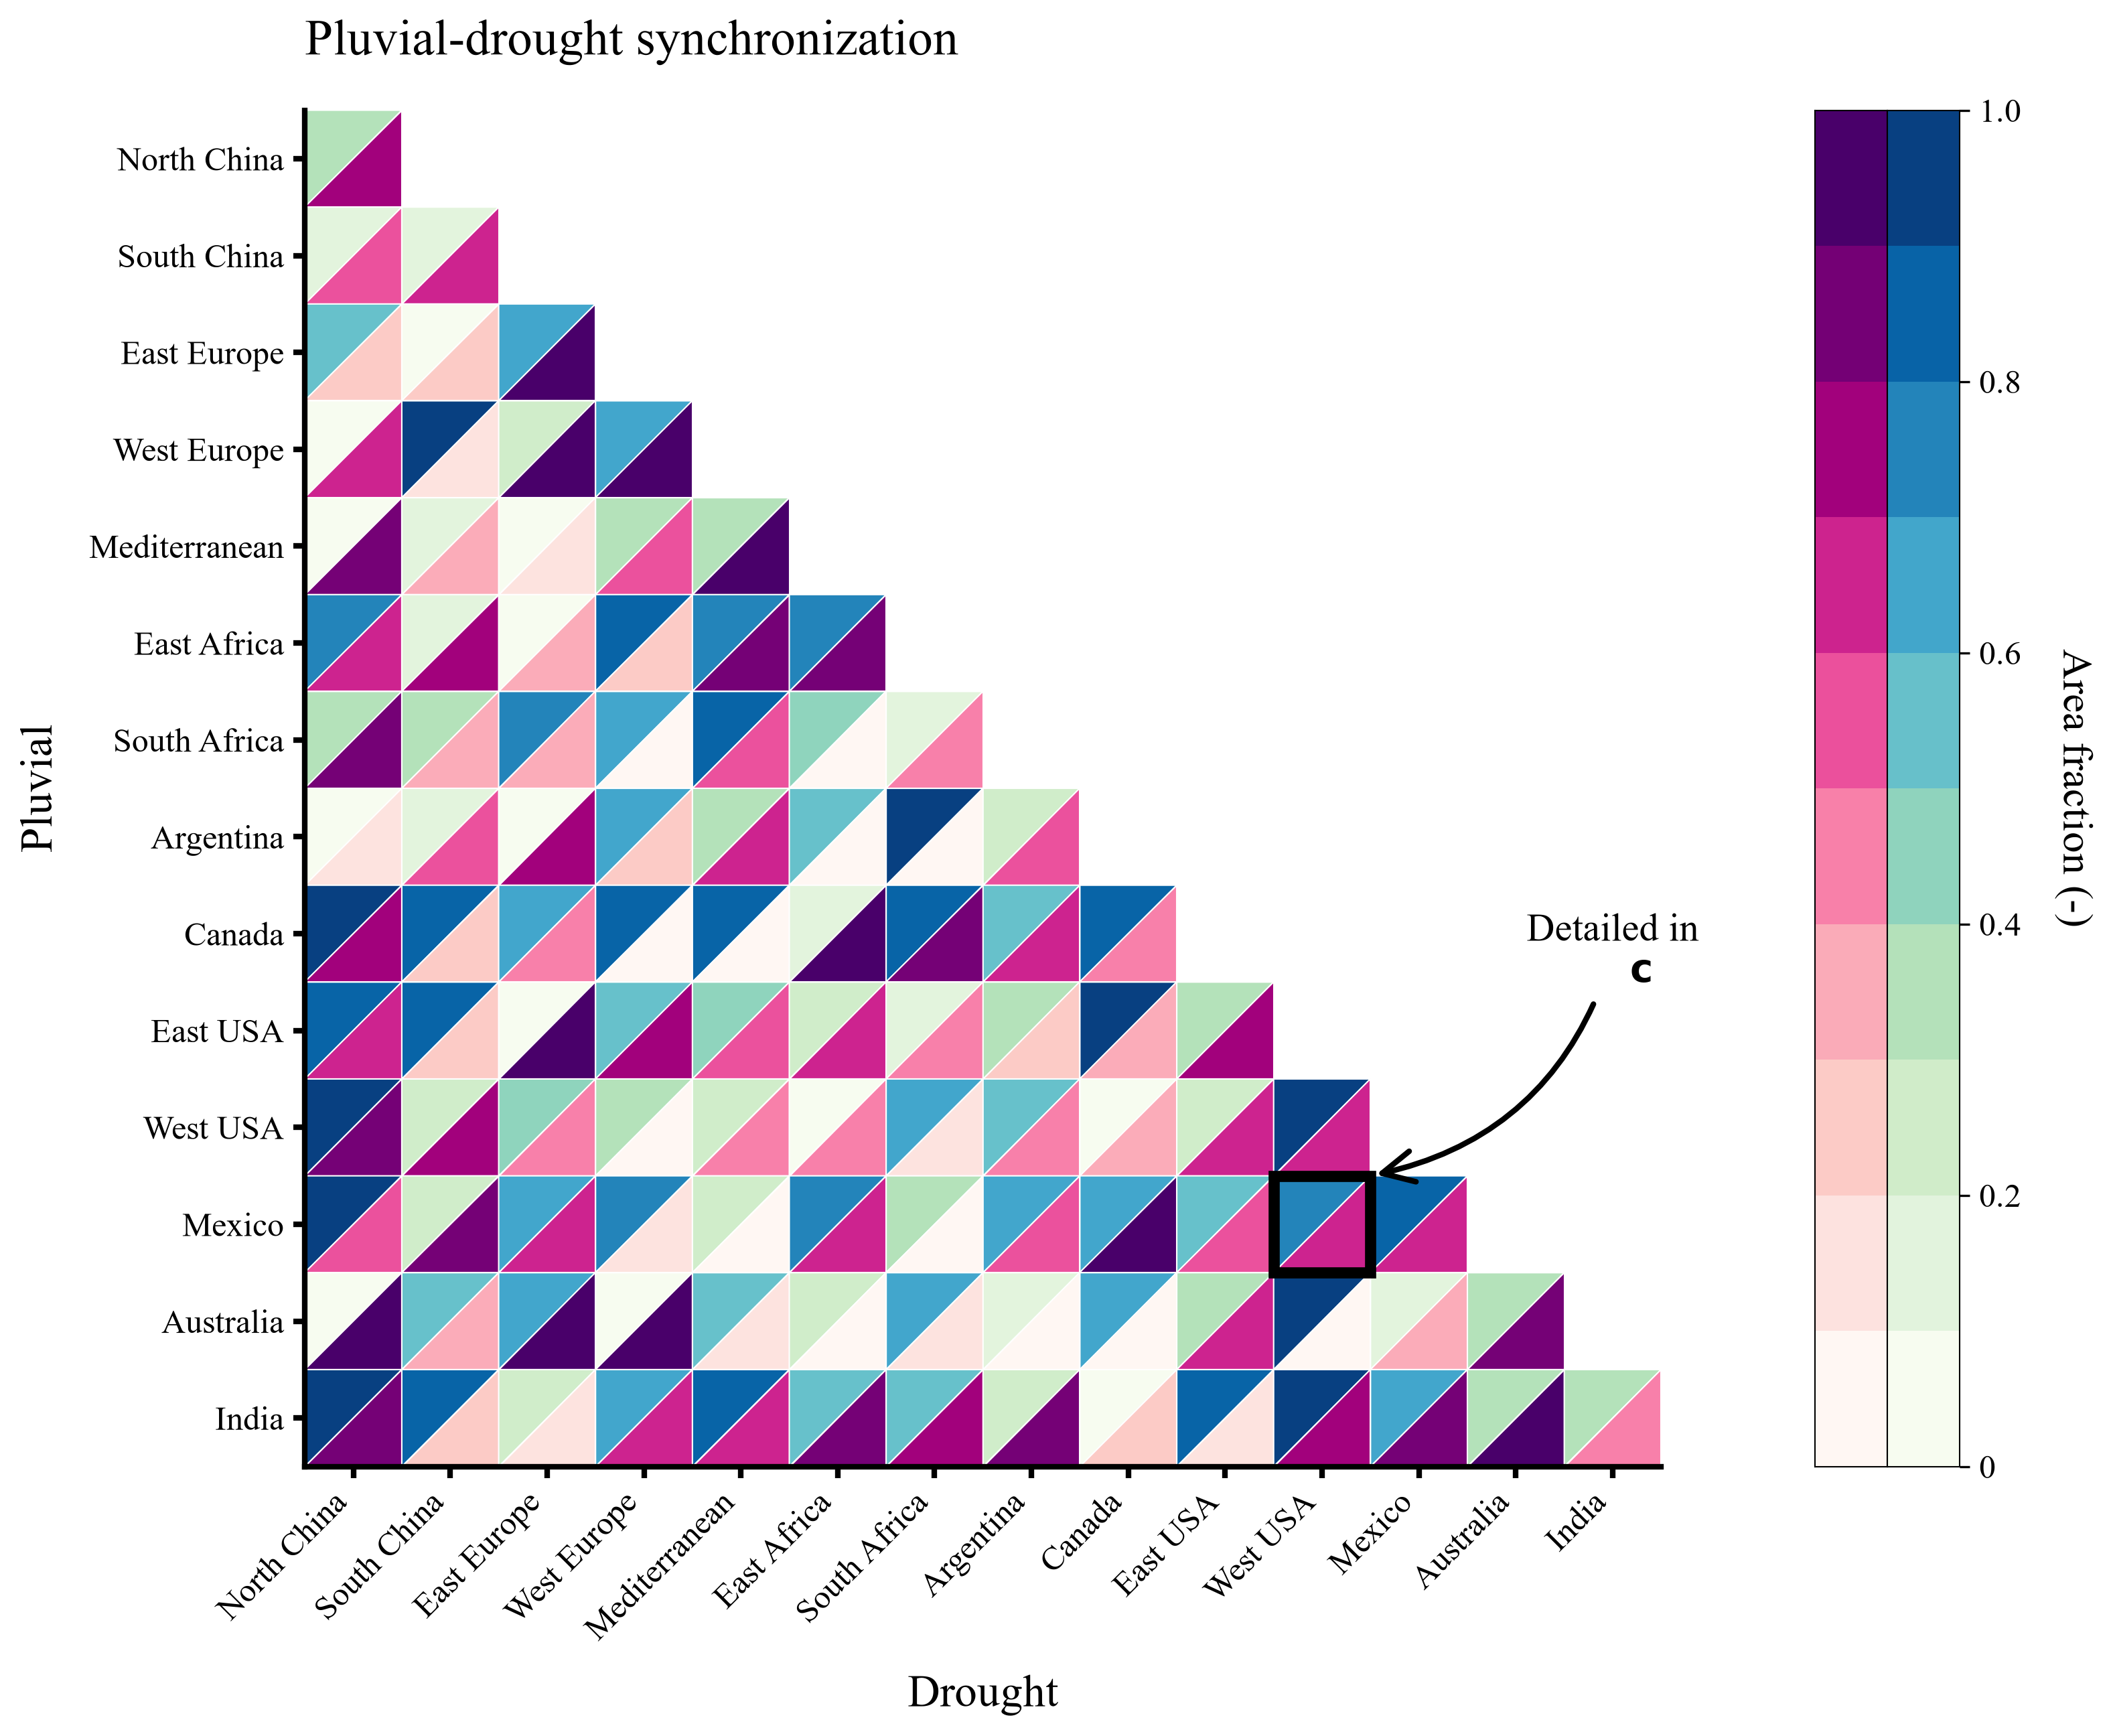 Pluvial-drought synchronization
Pluvial
North China
South China
East Europe
West Europe
Mediterranean
East Africa
South Africa
Argentina
Canada
East USA
West USA
Mexico
Australia
India
North China
South China
East Europe
West Europe
Mediterranean
East Africa
South Africa
Argentina
Canada
East USA
West USA
Mexico
Australia
India
Drought
Detailed in
c
1.0
0.8
0.6
0.4
0.2
0
Area fraction (-)